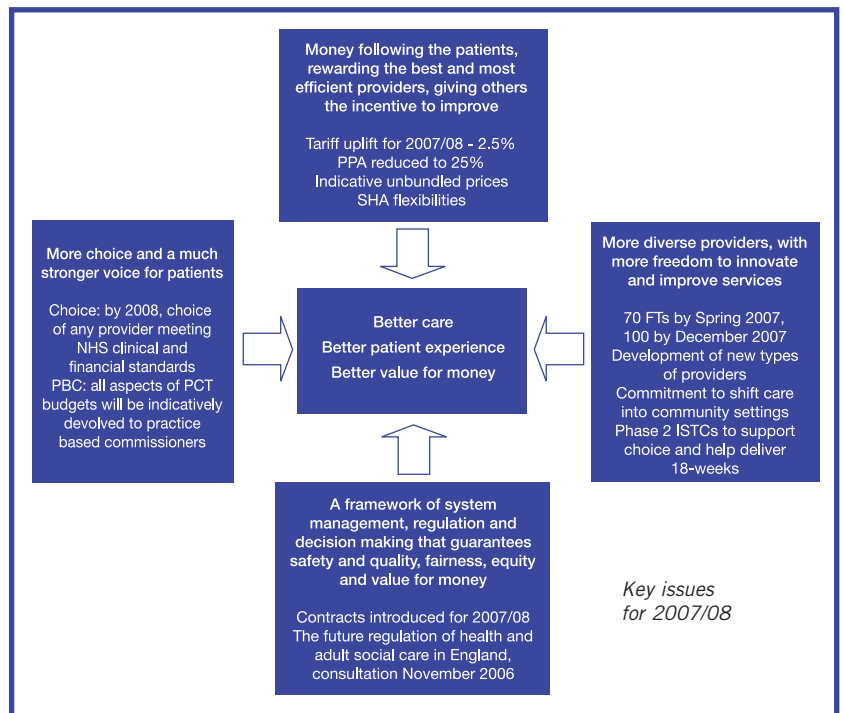 Money following the patients,
rewarding the best and most
efficient providers, giving others
the incentive to improve
Tariff uplift for 2007/08 - 2.5%
PPA reduced to 25%
Indicative unbundled prices
SHA flexibilities
More choice and a much
stronger voice for patients
Choice: by 2008, choice
of any provider meeting
NHS clinical and
financial standards
PBC: all aspects of PCT
budgets will be indicatively
devolved to practice
based commissioners
Better care
Better patient experience
Better value for money
More diverse providers, with
more freedom to innovate
and improve services
70 FTs by Spring 2007,
100 by December 2007
Development of new types
of providers
Commitment to shift care
into community settings
Phase 2 ISTCs to support
choice and help deliver
18-weeks
A framework of system
management, regulation and
decision making that guarantees
safety and quality, fairness, equity
and value for money
Contracts introduced for 2007/08
The future regulation of health and
adult social care in England,
consultation November 2006
Key issues
for 2007/08